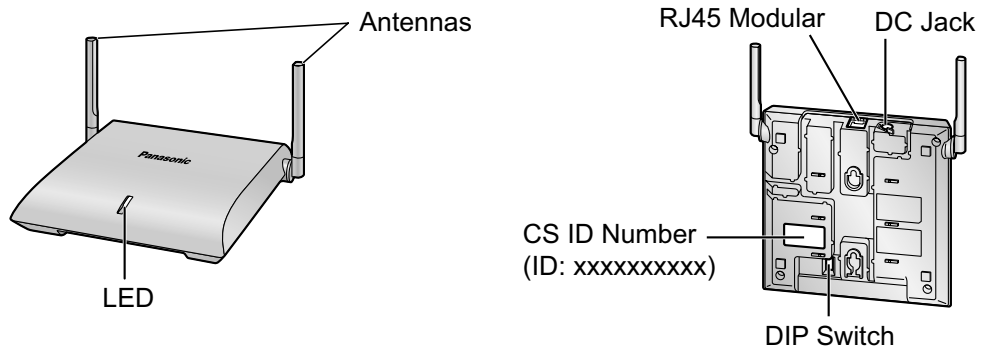 Antennas
Panasonic
LED
RJ45 Modular
DC Jack
CS ID Number
(ID: xxxxxxxxxx)
DIP Switch